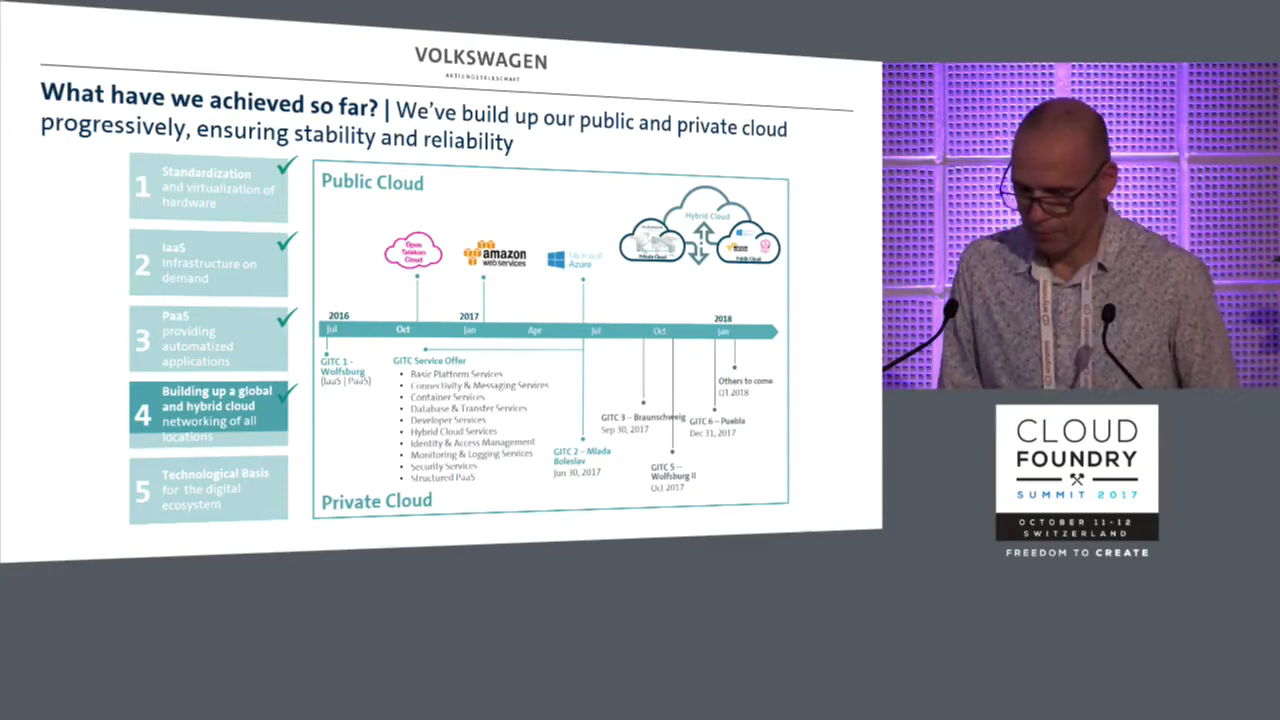 VOLKSWAGEN
AKTIENGESELLSCHAFT
What have we achieved so far? | We've build up our public and private cloud
progressively, ensuring stability and reliability
1
Standardization
and virtualization of
hardware
2
IaaS
Infrastructure on
demand
3
PaaS
providing
automatized
applications
4
Building up a global
and hybrid cloud
networking of all
locations
5
Technological Basis
for the digital
ecosystem
Public Cloud
Open
Telekom
Cloud
amazon
web services
Microsoft
Azure
Hybrid Cloud
Private Cloud
Public Cloud
2016
2017
2018
Jul
Oct
Jan
Apr
Jul
Oct
Jan
GITC 1 -
Wolfsburg
(IaaS | PaaS)
GITC Service Offer
• Basic Platform Services
• Connectivity & Messaging Services
• Container Services
• Database & Transfer Services
• Developer Services
• Hybrid Cloud Services
• Identity & Access Management
• Monitoring & Logging Services
• Security Services
• Structured PaaS
GITC 2 – Mlada
Boleslav
Jun 30, 2017
GITC 3 – Braunschweig
Sep 30, 2017
GITC 5 –
Wolfsburg II
Oct 2017
GITC 6 – Puebla
Dec 31, 2017
Others to come
Q1 2018
Private Cloud
CLOUD
FOUNDRY
SUMMIT 2017
OCTOBER 11-12
SWITZERLAND
FREEDOM TO CREATE